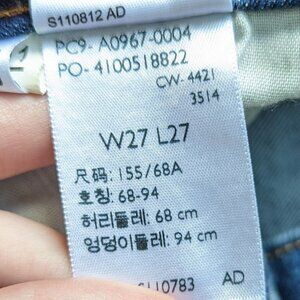 S110812 AD
PC9- A0967-0004
PO- 4100518822
CW- 4421
3514
W27 L27
尺码: 155/68A
호칭: 68-94
허리둘레: 68 cm
엉덩이둘레: 94 cm
S110783 AD